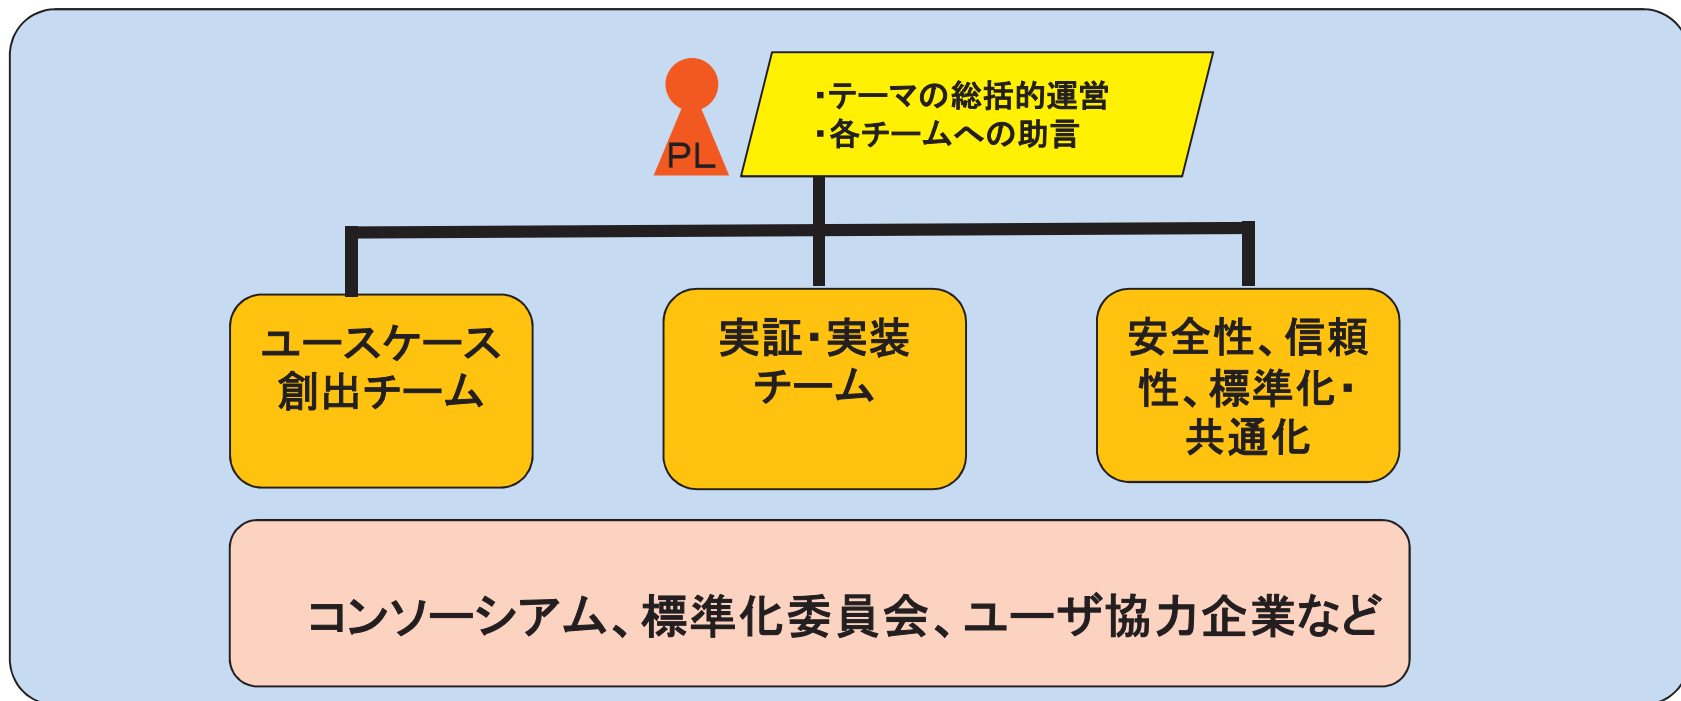 ・テーマの総括的運営
・各チームへの助言
PL
ユースケース
創出チーム
実証・実装
チーム
安全性、信頼
性、標準化・
共通化
コンソーシアム、標準化委員会、ユーザ協力企業など